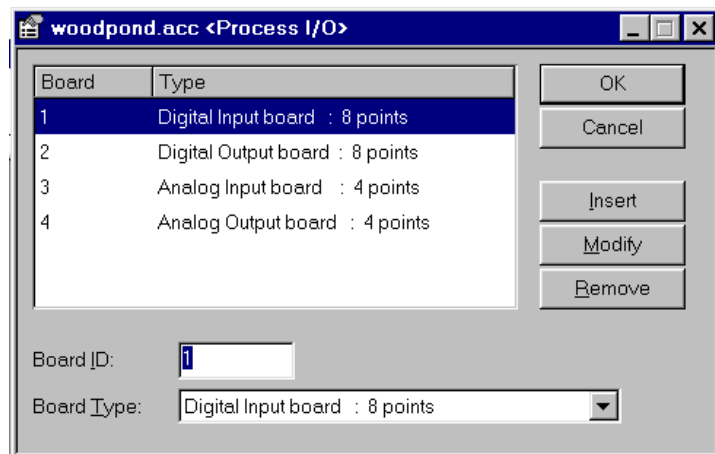 woodpond.acc <Process I/O>
Board Type
1 Digital Input board : 8 points
2 Digital Output board : 8 points
3 Analog Input board : 4 points
4 Analog Output board : 4 points
OK
Cancel
Insert
Modify
Remove
Board ID: 1
Board Type: Digital Input board : 8 points